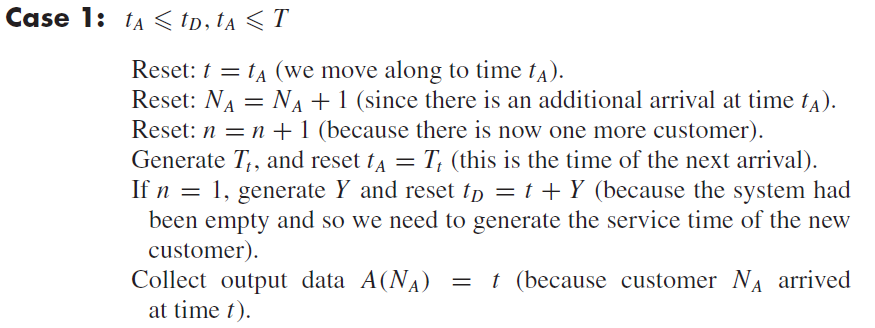 Case 1: t_A ⩽ t_D, t_A ⩽ T
Reset: t = t_A (we move along to time t_A).
Reset: N_A = N_A + 1 (since there is an additional arrival at time t_A).
Reset: n = n + 1 (because there is now one more customer).
Generate T_t, and reset t_A = T_t (this is the time of the next arrival).
If n = 1, generate Y and reset t_D = t + Y (because the system had
been empty and so we need to generate the service time of the new
customer).
Collect output data A(N_A) = t (because customer N_A arrived
at time t).